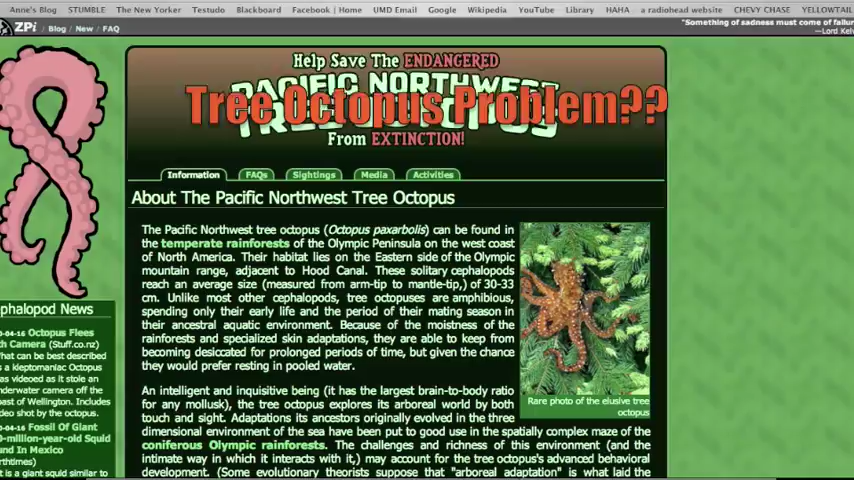 Anne's Blog STUMBLE The New Yorker Testudo Blackboard Facebook | Home UMD Email Google Wikipedia YouTube Library HAHA a radiohead website CHEVY CHASE YELLOWTAIL
ZPi / Blog / New / FAQ
"Something of sadness must come of failur
—Lord Kel
Help Save The ENDANGERED
PACIFIC NORTHWEST
TREE OCTOPUS
Tree Octopus Problem??
From EXTINCTION!
Information FAQs Sightings Media Activities
About The Pacific Northwest Tree Octopus
The Pacific Northwest tree octopus (Octopus paxarbolis) can be found in
the temperate rainforests of the Olympic Peninsula on the west coast
of North America. Their habitat lies on the Eastern side of the Olympic
mountain range, adjacent to Hood Canal. These solitary cephalopods
reach an average size (measured from arm-tip to mantle-tip,) of 30-33
cm. Unlike most other cephalopods, tree octopuses are amphibious,
spending only their early life and the period of their mating season in
their ancestral aquatic environment. Because of the moistness of the
rainforests and specialized skin adaptations, they are able to keep from
becoming desiccated for prolonged periods of time, but given the chance
they would prefer resting in pooled water.
An intelligent and inquisitive being (it has the largest brain-to-body ratio
for any mollusk), the tree octopus explores its arboreal world by both
touch and sight. Adaptations its ancestors originally evolved in the three
dimensional environment of the sea have been put to good use in the spatially complex maze of the
coniferous Olympic rainforests. The challenges and richness of this environment (and the
intimate way in which it interacts with it,) may account for the tree octopus's advanced behavioral
development. (Some evolutionary theorists suppose that "arboreal adaptation" is what laid the
Rare photo of the elusive tree
octopus
ephalopod News
0-04-16 Octopus Flees
th Camera (Stuff.co.nz)
hat can be best described
s a kleptomaniac Octopus
as videoed as it stole an
nderwater camera off the
oast of Wellington. Includes
deo shot by the octopus.
0-04-16 Fossil Of Giant
0-million-year-old Squid
und In Mexico
rthtimes)
t is a giant squid similar to